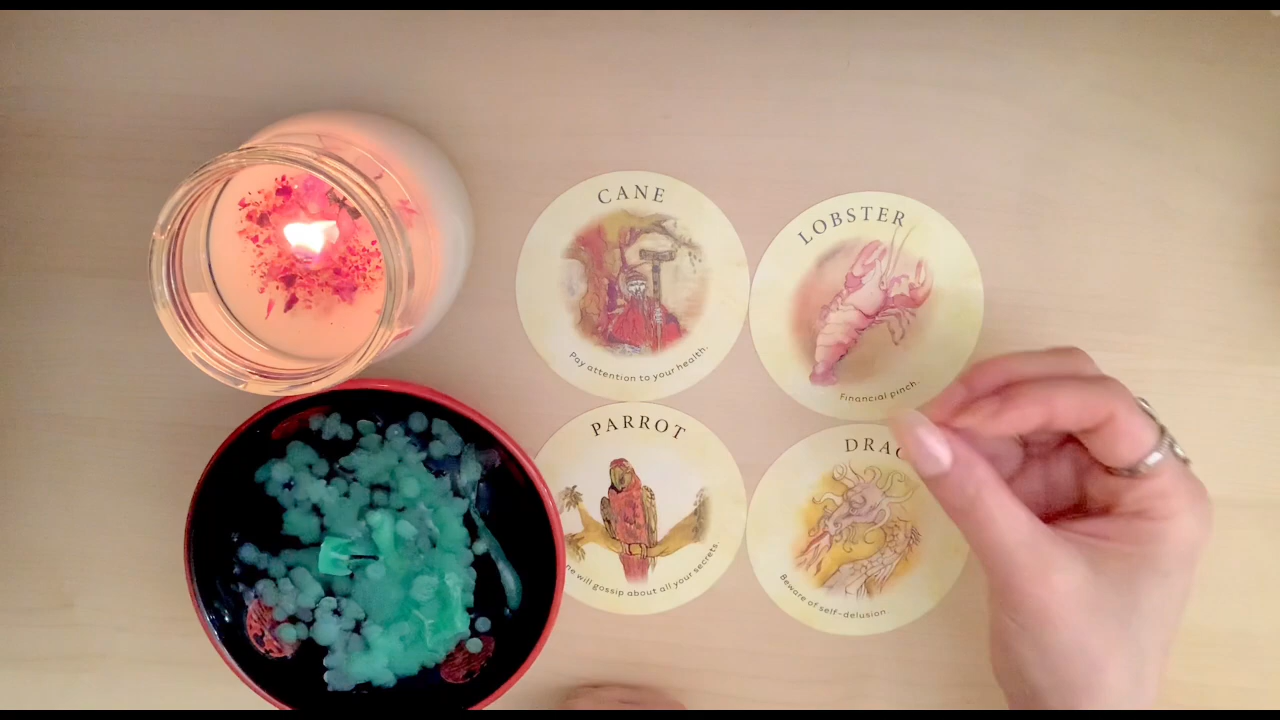 CANE
Pay attention to your health.
LOBSTER
Financial pinch.
PARROT
will gossip about all your secrets.
DRAG
Beware of self-delusion